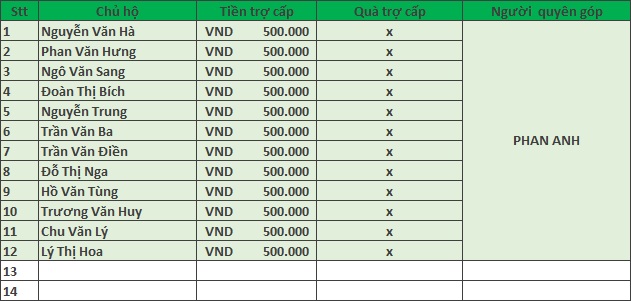 Stt Chủ hộ Tiền trợ cấp Quà trợ cấp Người quyên góp
1 Nguyễn Văn Hà VND 500.000 x
2 Phan Văn Hưng VND 500.000 x
3 Ngô Văn Sang VND 500.000 x
4 Đoàn Thị Bích VND 500.000 x
5 Nguyễn Trung VND 500.000 x
6 Trần Văn Ba VND 500.000 x
PHAN ANH
7 Trần Văn Điền VND 500.000 x
8 Đỗ Thị Nga VND 500.000 x
9 Hồ Văn Tùng VND 500.000 x
10 Trương Văn Huy VND 500.000 x
11 Chu Văn Lý VND 500.000 x
12 Lý Thị Hoa VND 500.000 x
13
14